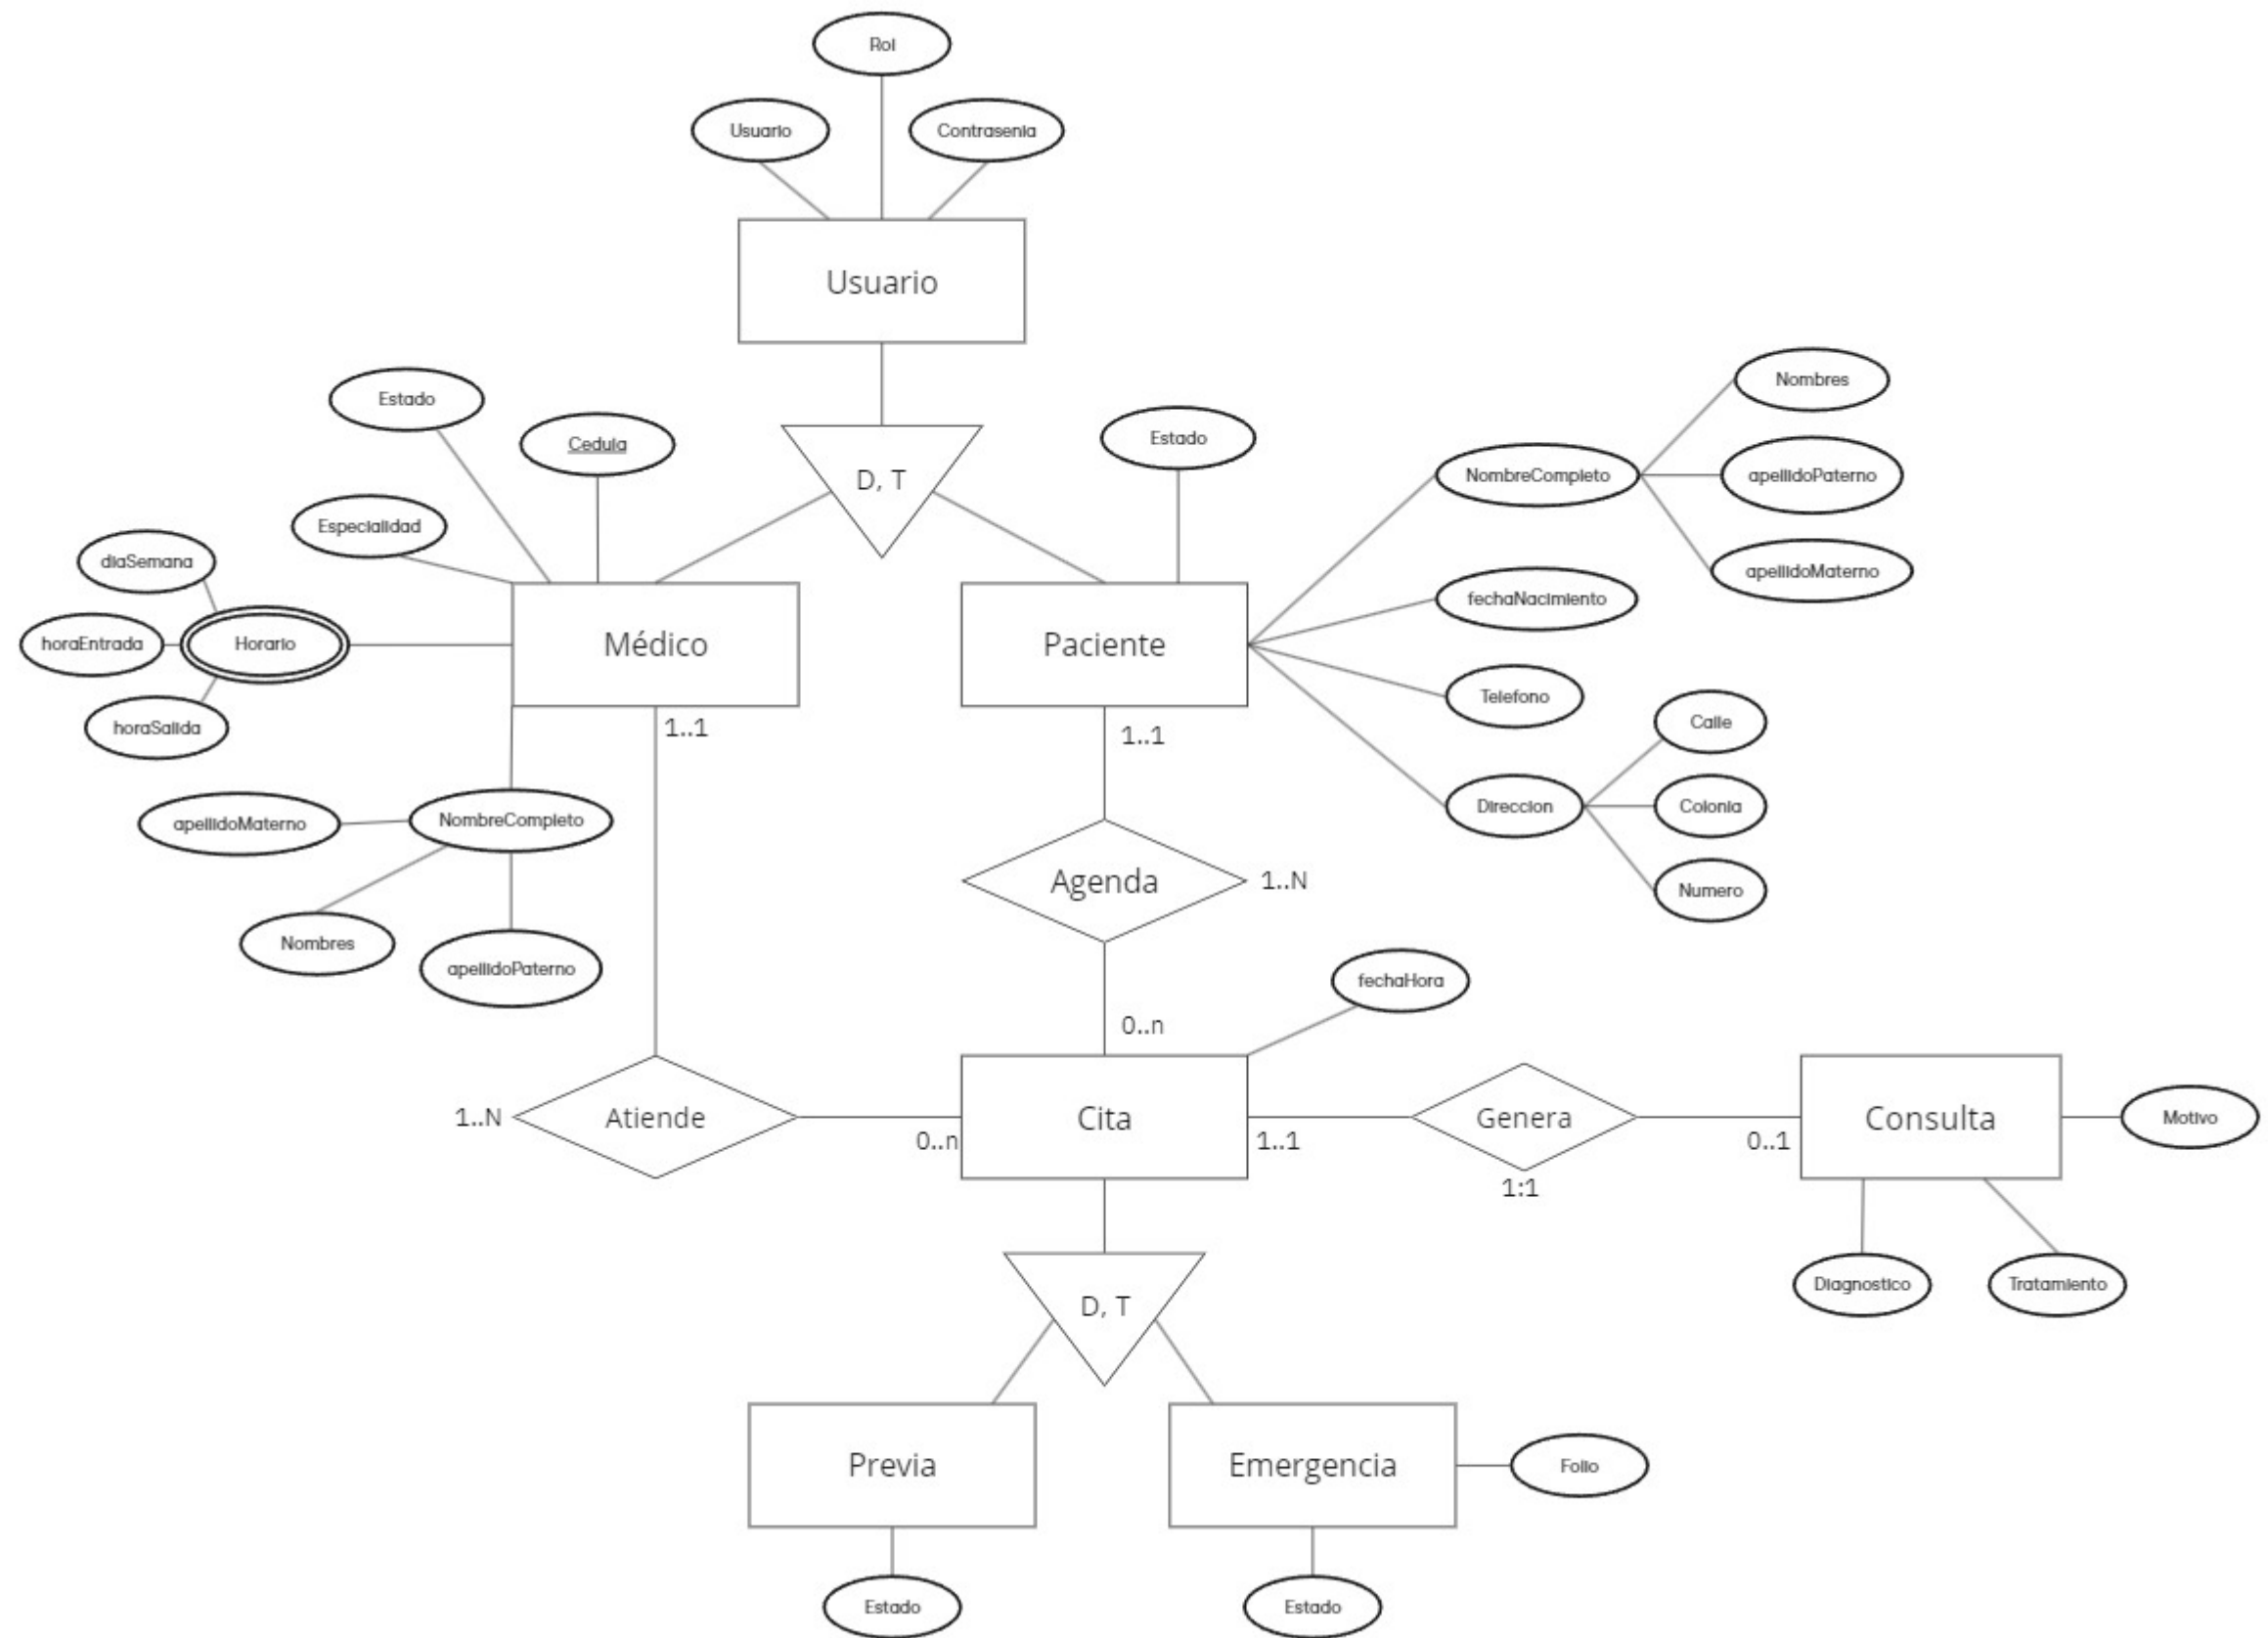 Rol
Usuario
Contrasenia
Usuario
D, T
Estado
Cedula
Especialidad
diaSemana
horaEntrada
Horario
horaSalida
Médico
1..1
apellidoMaterno
NombreCompleto
Nombres
apellidoPaterno
Estado
Paciente
1..1
NombreCompleto
Nombres
apellidoPaterno
apellidoMaterno
fechaNacimiento
Telefono
Direccion
Calle
Colonia
Numero
Agenda
1..N
0..n
fechaHora
1..N
Atiende
0..n
Cita
1..1
Genera
1:1
0..1
Consulta
Motivo
Diagnostico
Tratamiento
D, T
Previa
Emergencia
Folio
Estado
Estado